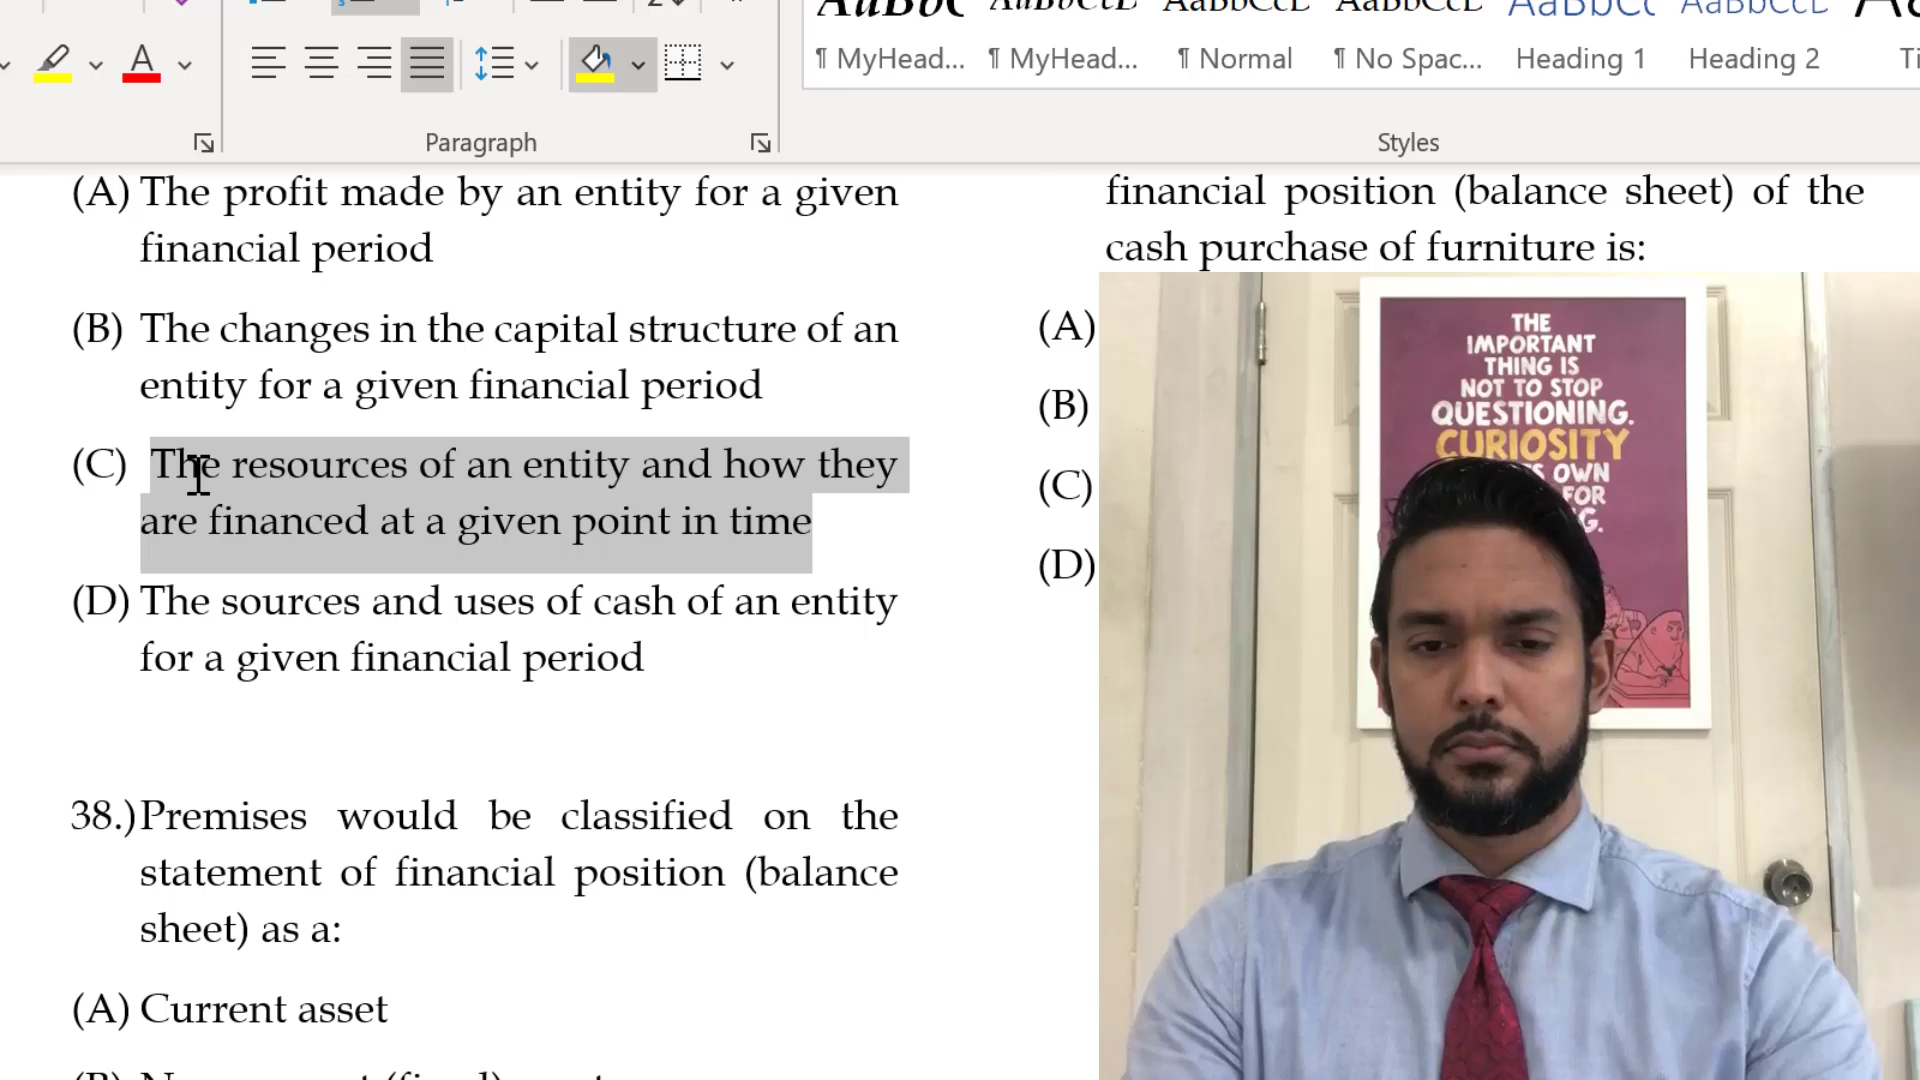 ¶ MyHead...
¶ MyHead...
¶ Normal
¶ No Spac...
Heading 1
Heading 2
Paragraph
Styles
(A) The profit made by an entity for a given
financial period
(B) The changes in the capital structure of an
entity for a given financial period
(C) The resources of an entity and how they
are financed at a given point in time
(D) The sources and uses of cash of an entity
for a given financial period
38.) Premises would be classified on the
statement of financial position (balance
sheet) as a:
(A) Current asset
financial position (balance sheet) of the
cash purchase of furniture is:
(A)
(B)
(C)
(D)
THE
IMPORTANT
THING IS
NOT TO STOP
QUESTIONING.
CURIOSITY
OWN
FOR